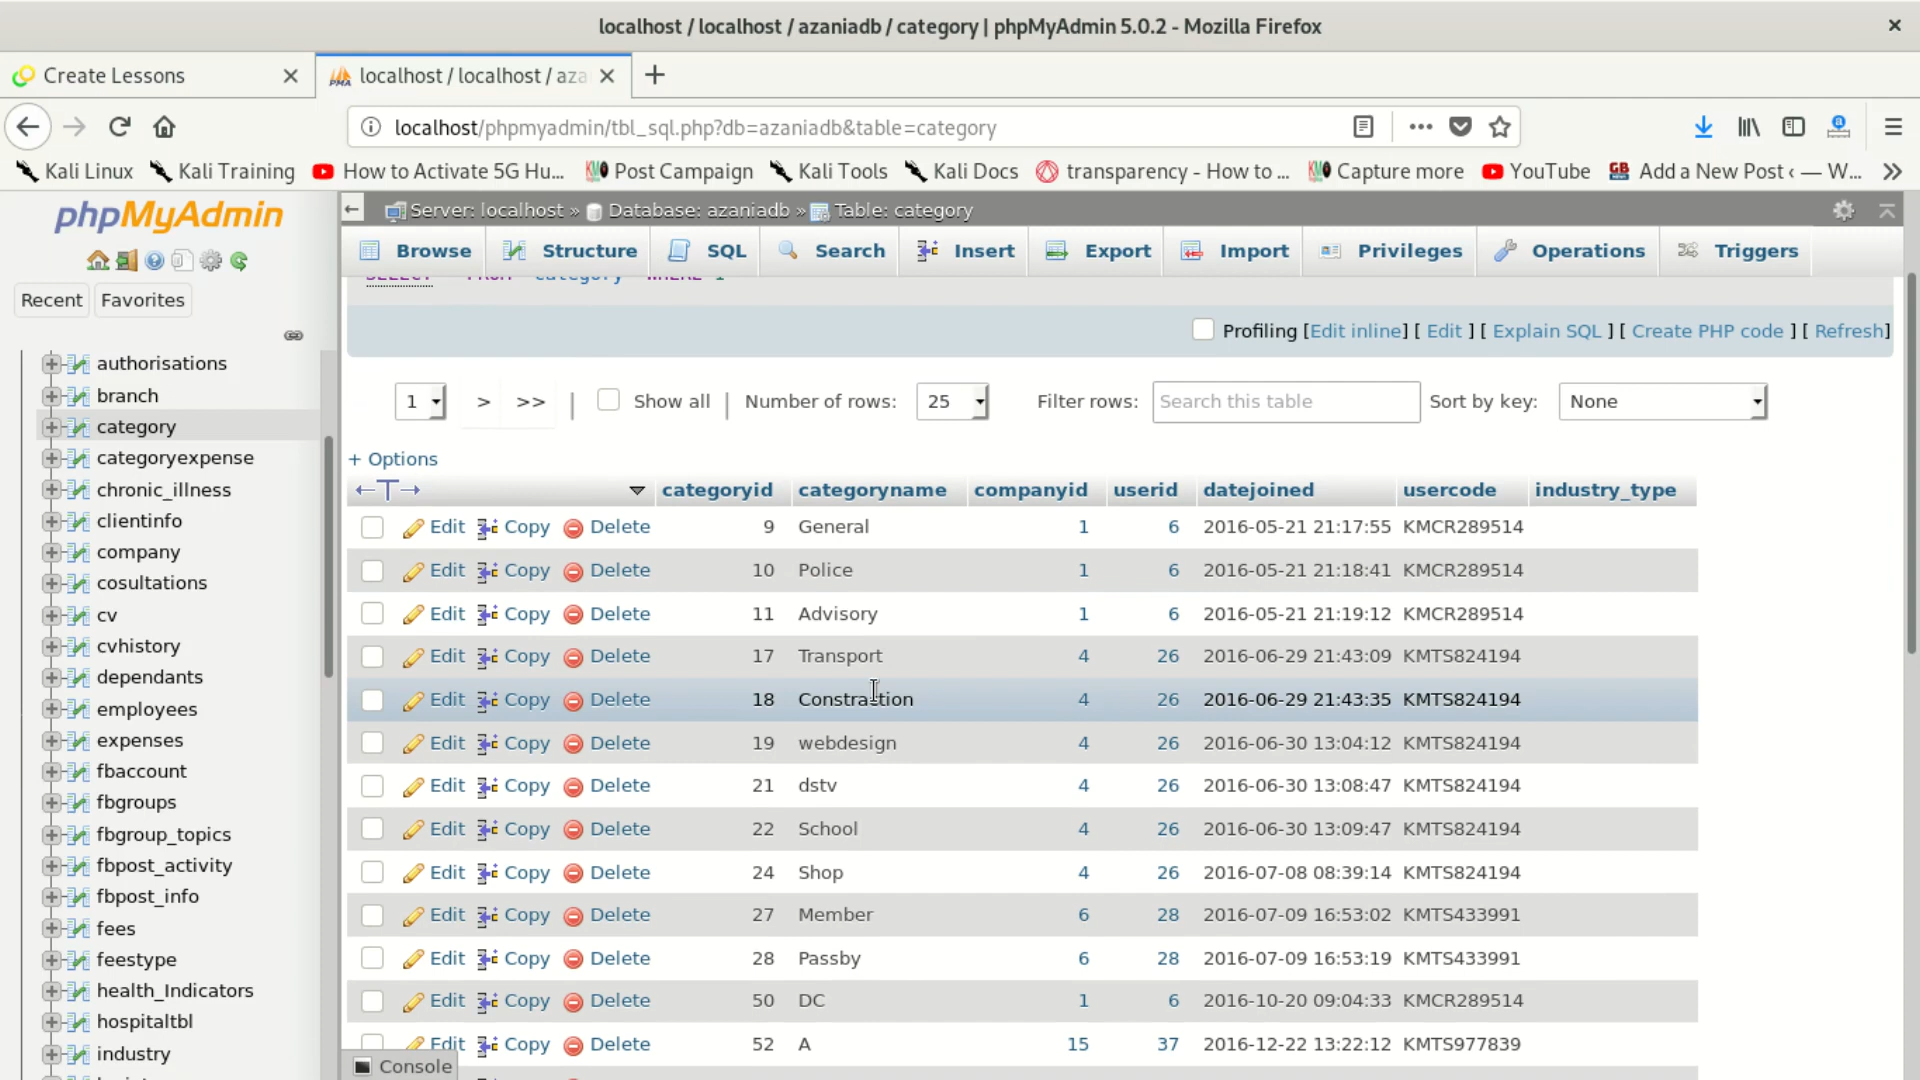 localhost / localhost / azaniadb / category | phpMyAdmin 5.0.2 - Mozilla Firefox
Create Lessons
localhost / localhost / aza
localhost/phpmyadmin/tbl_sql.php?db=azaniadb&table=category
Kali Linux Kali Training How to Activate 5G Hu... Post Campaign Kali Tools Kali Docs transparency - How to ... Capture more YouTube Add a New Post ‹ — W...
phpMyAdmin
Recent Favorites
authorisations
branch
category
categoryexpense
chronic_illness
clientinfo
company
cosultations
cv
cvhistory
dependants
employees
expenses
fbaccount
fbgroups
fbgroup_topics
fbpost_activity
fbpost_info
fees
feestype
health_Indicators
hospitaltbl
industry
Server: localhost » Database: azaniadb » Table: category
Browse Structure SQL Search Insert Export Import Privileges Operations Triggers
Profiling [Edit inline] [ Edit ] [ Explain SQL ] [ Create PHP code ] [ Refresh]
1 > >> | Show all | Number of rows: 25 Filter rows: Search this table Sort by key: None
+ Options
categoryid categoryname companyid userid datejoined usercode industry_type
Edit Copy Delete 9 General 1 6 2016-05-21 21:17:55 KMCR289514
Edit Copy Delete 10 Police 1 6 2016-05-21 21:18:41 KMCR289514
Edit Copy Delete 11 Advisory 1 6 2016-05-21 21:19:12 KMCR289514
Edit Copy Delete 17 Transport 4 26 2016-06-29 21:43:09 KMTS824194
Edit Copy Delete 18 Constraction 4 26 2016-06-29 21:43:35 KMTS824194
Edit Copy Delete 19 webdesign 4 26 2016-06-30 13:04:12 KMTS824194
Edit Copy Delete 21 dstv 4 26 2016-06-30 13:08:47 KMTS824194
Edit Copy Delete 22 School 4 26 2016-06-30 13:09:47 KMTS824194
Edit Copy Delete 24 Shop 4 26 2016-07-08 08:39:14 KMTS824194
Edit Copy Delete 27 Member 6 28 2016-07-09 16:53:02 KMTS433991
Edit Copy Delete 28 Passby 6 28 2016-07-09 16:53:19 KMTS433991
Edit Copy Delete 50 DC 1 6 2016-10-20 09:04:33 KMCR289514
Edit Copy Delete 52 A 15 37 2016-12-22 13:22:12 KMTS977839
Console